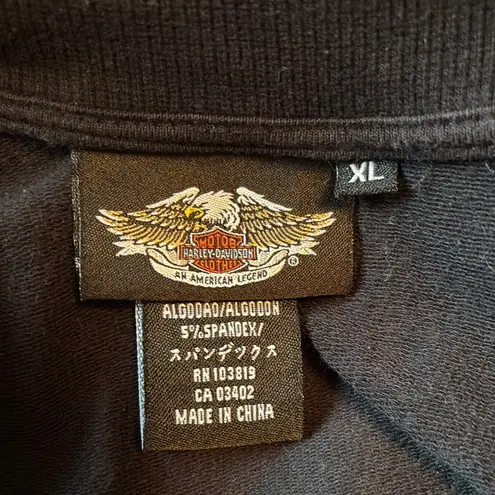 XL
MOTOR
HARLEY-DAVIDSON
CLOTHES
AN AMERICAN LEGEND
®
ALGODAO/ALGODON
5%SPANDEX/
スパンデックス
RN 103819
CA 03402
MADE IN CHINA